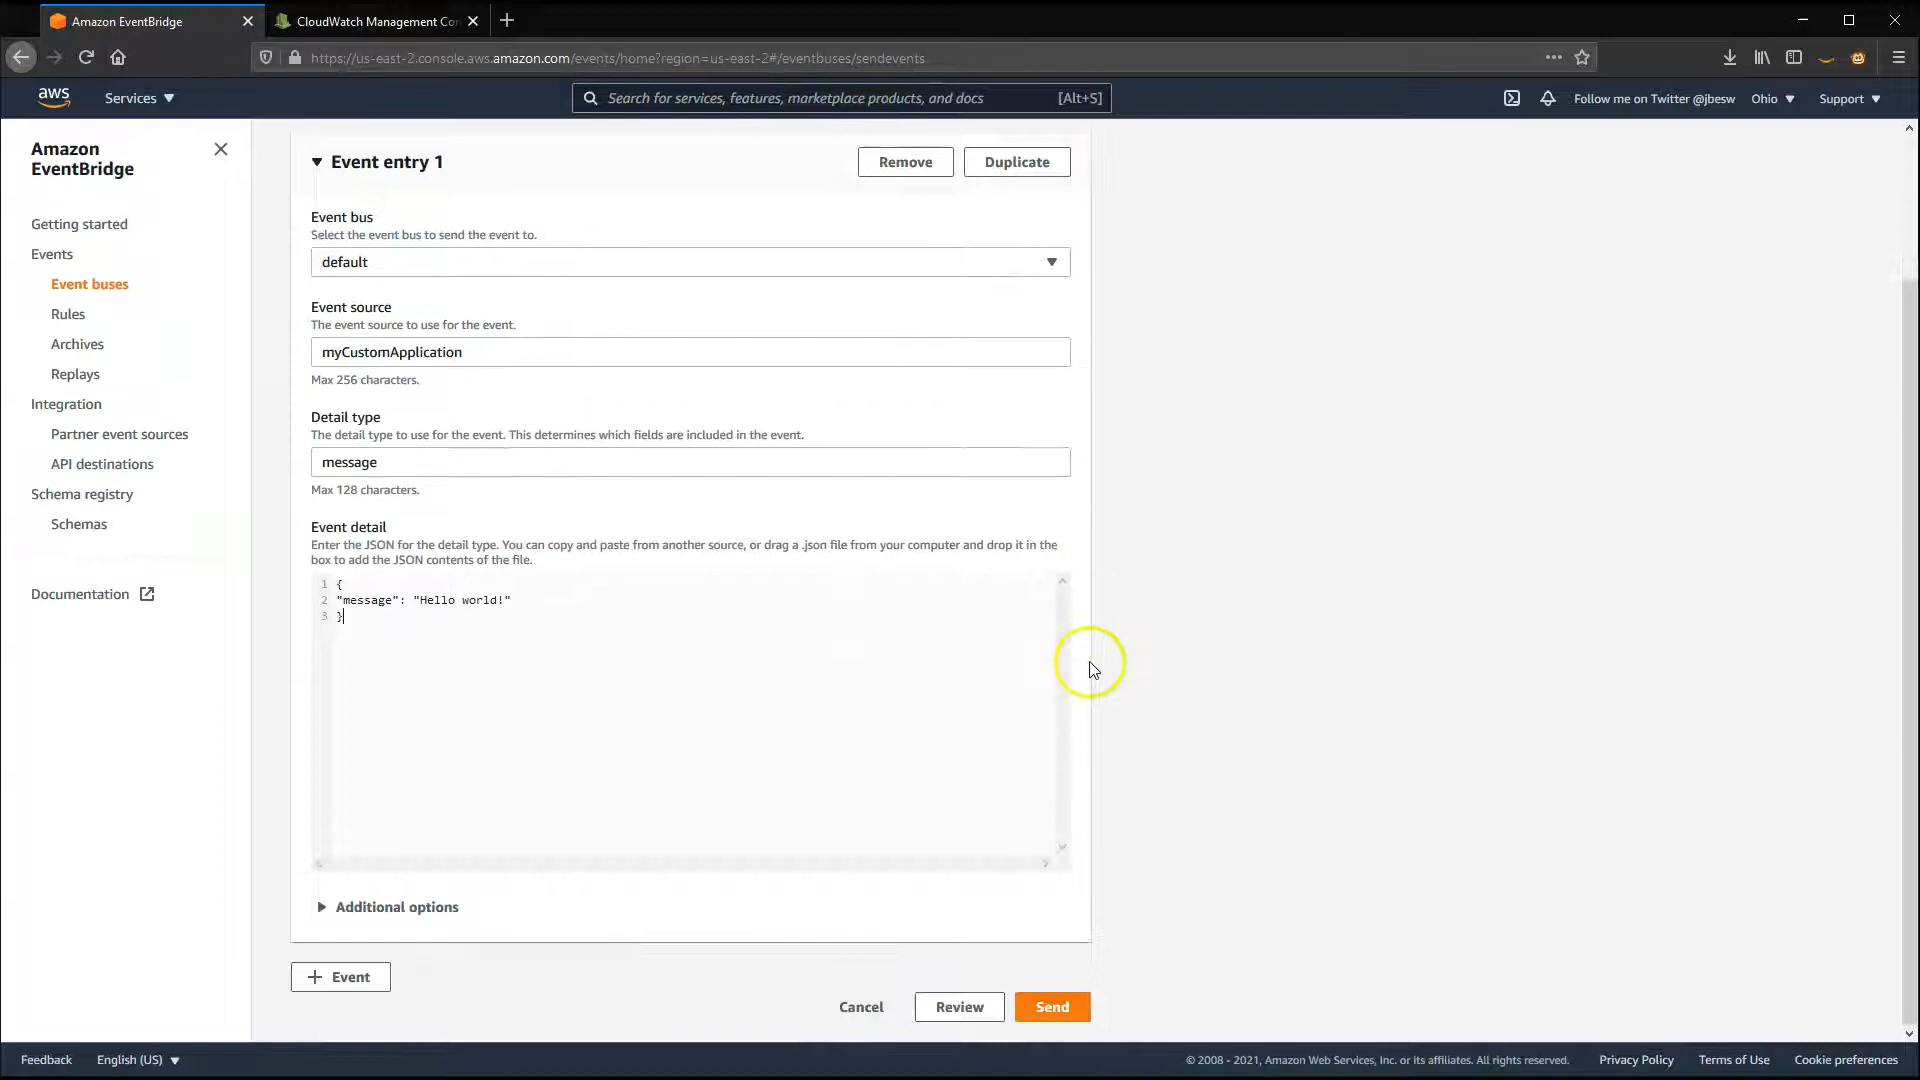 Amazon EventBridge
CloudWatch Management Co
https://us-east-2.console.aws.amazon.com/events/home?region=us-east-2#/eventbuses/sendevents
aws
Services
Search for services, features, marketplace products, and docs [Alt+S]
Follow me on Twitter @jbesw
Ohio
Support
Amazon
EventBridge
Getting started
Events
Event buses
Rules
Archives
Replays
Integration
Partner event sources
API destinations
Schema registry
Schemas
Documentation
Event entry 1
Remove
Duplicate
Event bus
Select the event bus to send the event to.
default
Event source
The event source to use for the event.
myCustomApplication
Max 256 characters.
Detail type
The detail type to use for the event. This determines which fields are included in the event.
message
Max 128 characters.
Event detail
Enter the JSON for the detail type. You can copy and paste from another source, or drag a .json file from your computer and drop it in the
box to add the JSON contents of the file.
1 {
2 "message": "Hello world!"
3 }
Additional options
+ Event
Cancel
Review
Send
Feedback
English (US)
© 2008 - 2021, Amazon Web Services, Inc. or its affiliates. All rights reserved.
Privacy Policy
Terms of Use
Cookie preferences